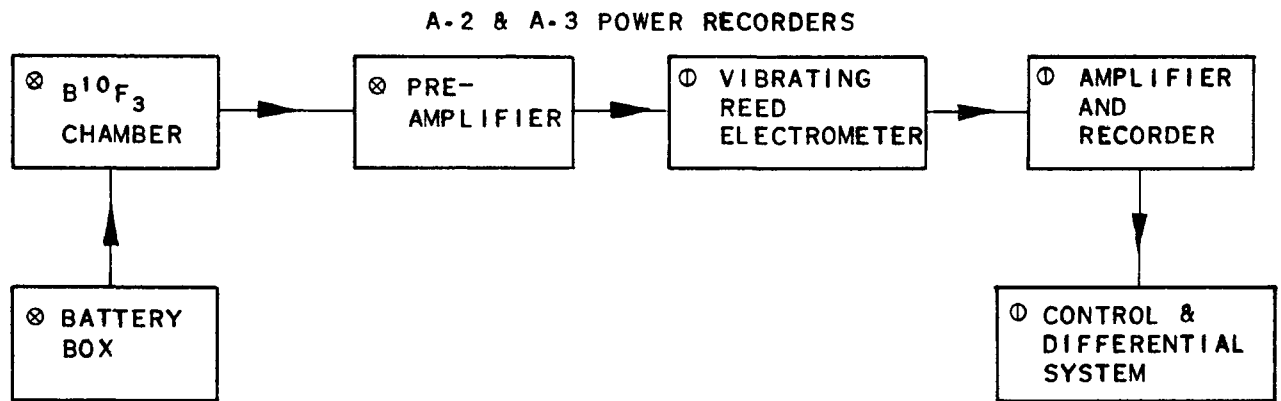 A-2 & A-3 POWER RECORDERS
⊗ B¹⁰F₃
CHAMBER
⊗ PRE-
AMPLIFIER
⦶ VIBRATING
REED
ELECTROMETER
⦶ AMPLIFIER
AND
RECORDER
⊗ BATTERY
BOX
⦶ CONTROL &
DIFFERENTIAL
SYSTEM